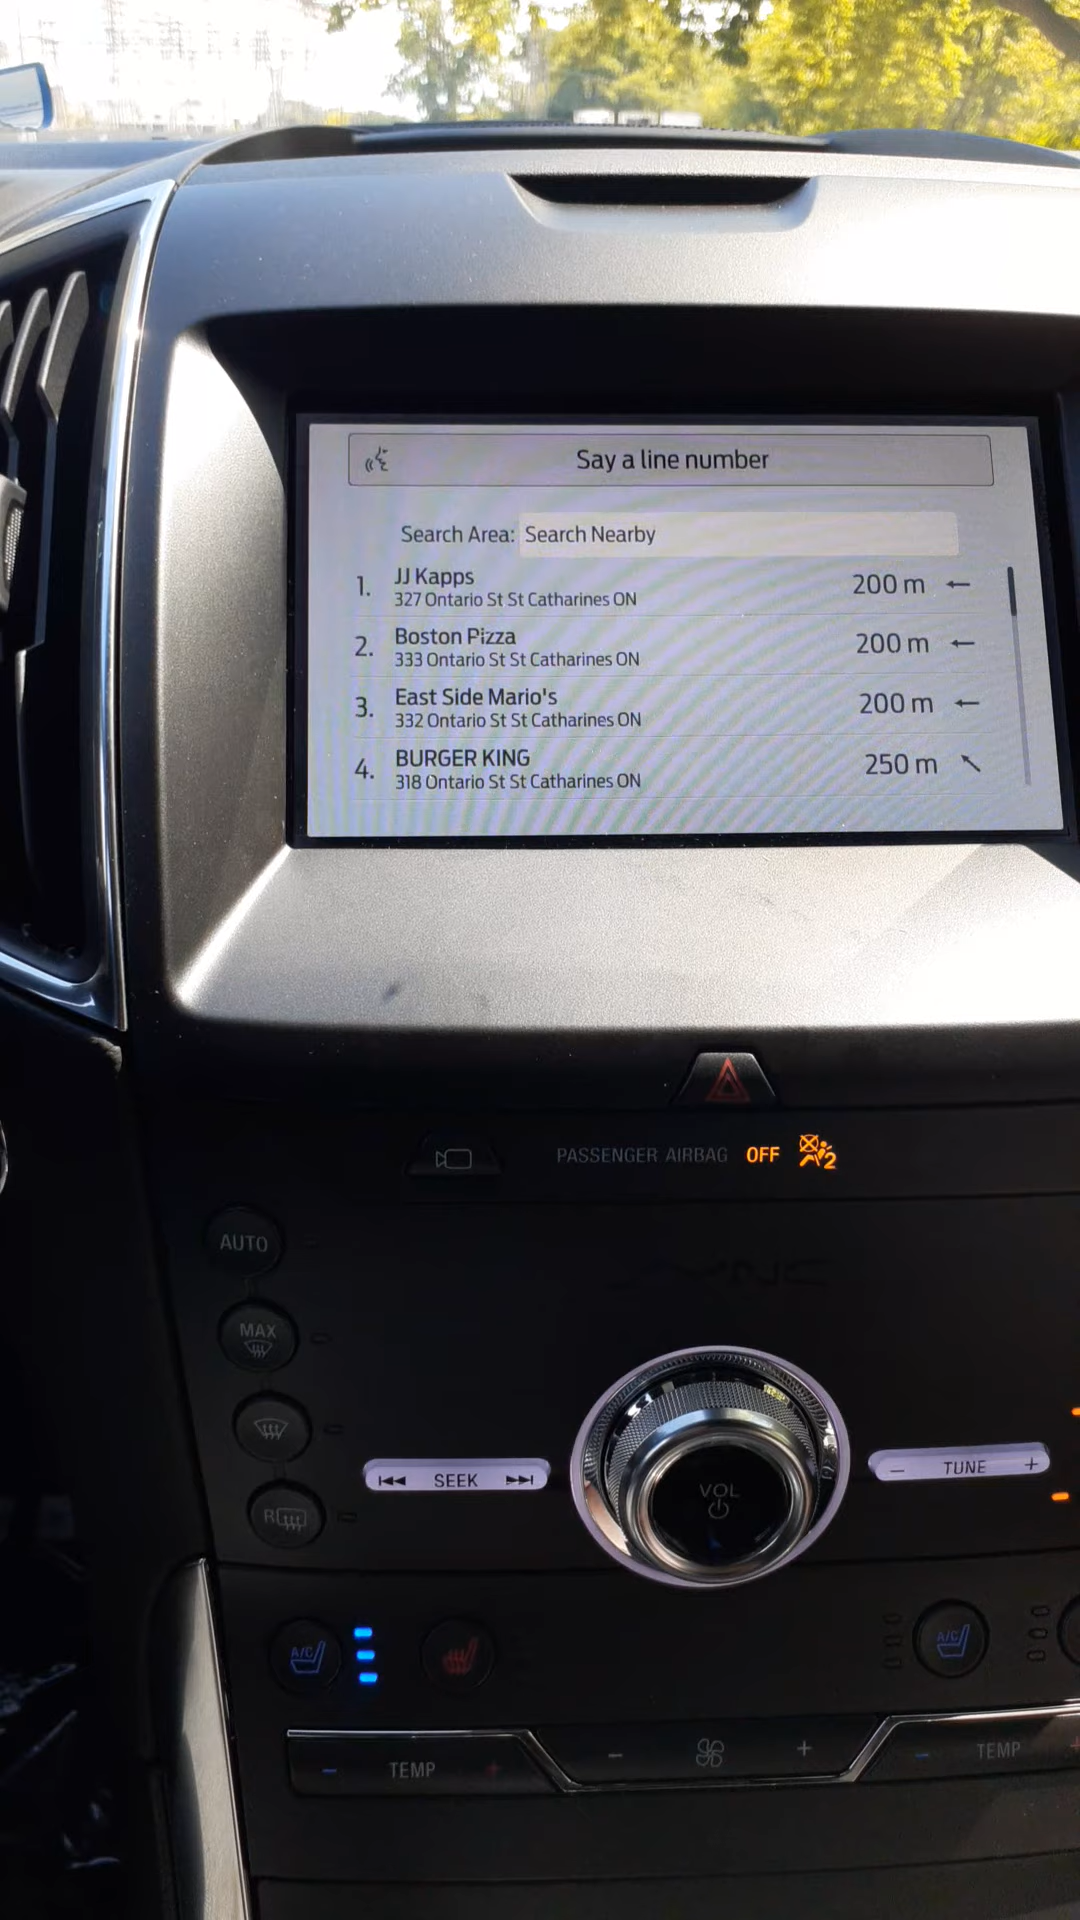 Say a line number
Search Area: Search Nearby
1. JJ Kapps 200 m
327 Ontario St St Catharines ON
2. Boston Pizza 200 m
333 Ontario St St Catharines ON
3. East Side Mario's 200 m
332 Ontario St St Catharines ON
4. BURGER KING 250 m
318 Ontario St St Catharines ON
PASSENGER AIRBAG OFF 2
AUTO
MAX
R
SEEK
VOL
− TUNE +
A/C
A/C
− TEMP +
− +
− TEMP +